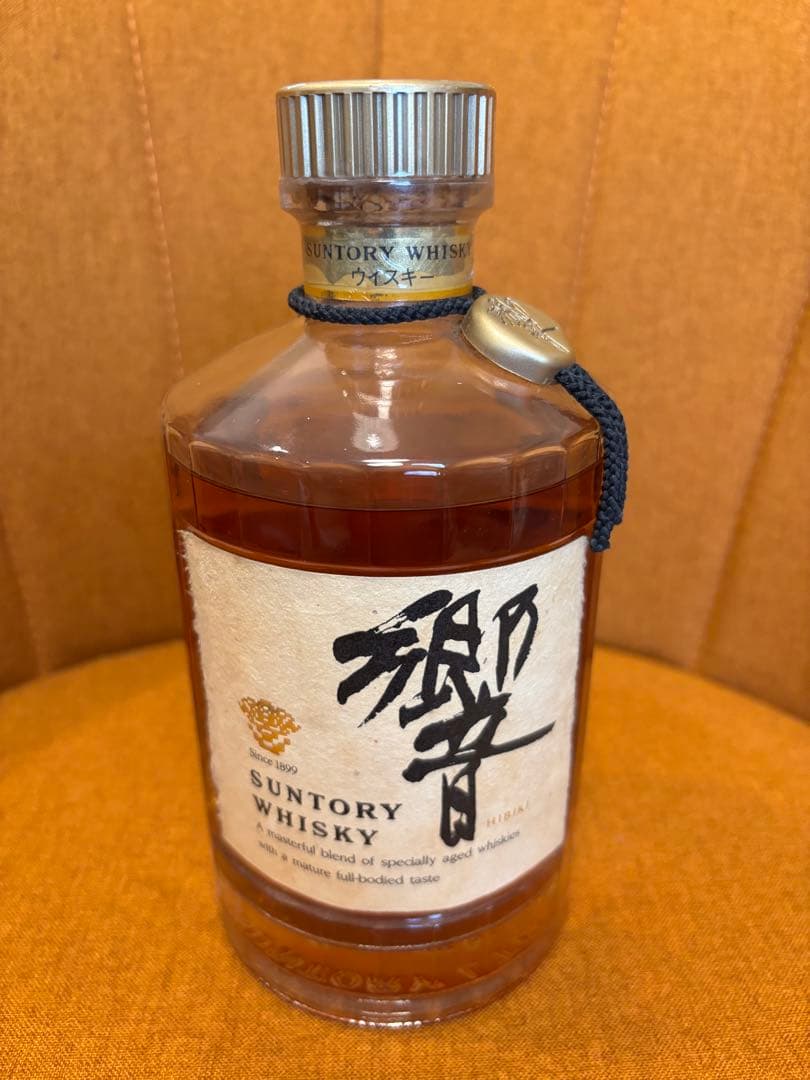 SUNTORY WHISKY
ウイスキー
響
Since 1899
SUNTORY
WHISKY
HIBIKI
A masterful blend of specially aged whiskies
with a mature full-bodied taste